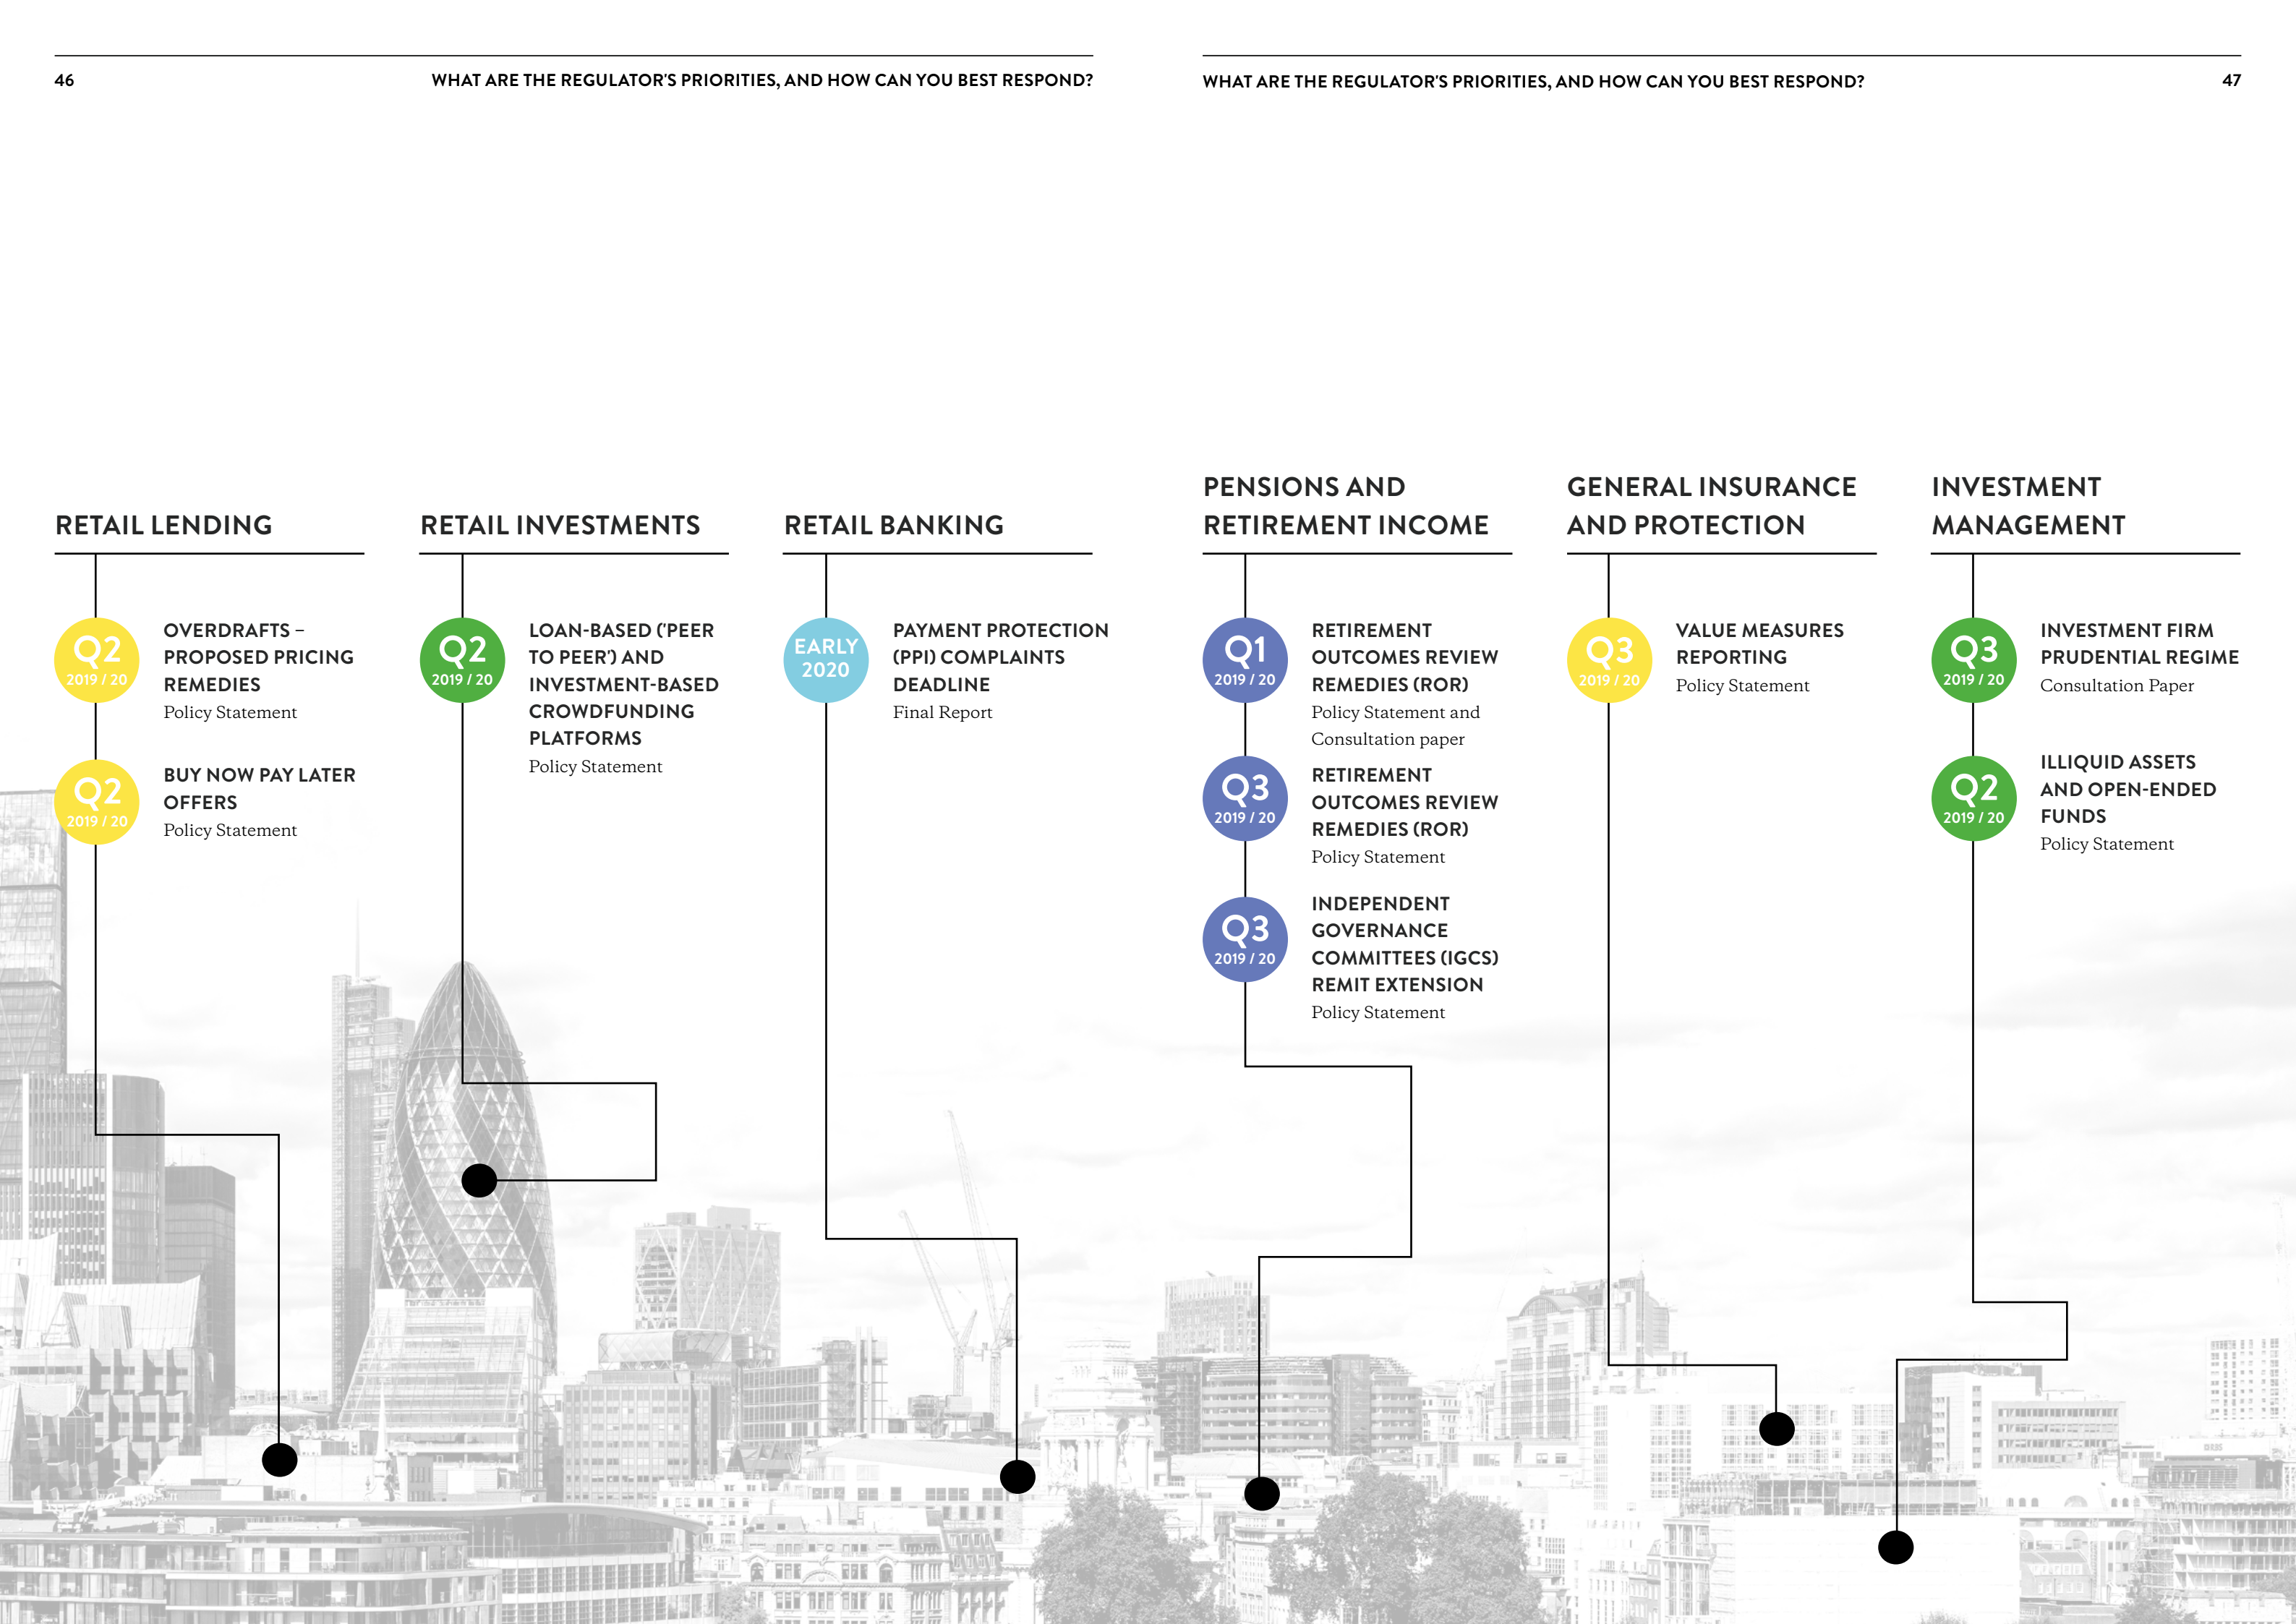 46
WHAT ARE THE REGULATOR'S PRIORITIES, AND HOW CAN YOU BEST RESPOND?
WHAT ARE THE REGULATOR'S PRIORITIES, AND HOW CAN YOU BEST RESPOND?
47
RETAIL LENDING
Q2
2019 / 20
OVERDRAFTS –
PROPOSED PRICING
REMEDIES
Policy Statement
Q2
2019 / 20
BUY NOW PAY LATER
OFFERS
Policy Statement
RETAIL INVESTMENTS
Q2
2019 / 20
LOAN-BASED ('PEER
TO PEER') AND
INVESTMENT-BASED
CROWDFUNDING
PLATFORMS
Policy Statement
RETAIL BANKING
EARLY
2020
PAYMENT PROTECTION
(PPI) COMPLAINTS
DEADLINE
Final Report
PENSIONS AND
RETIREMENT INCOME
Q1
2019 / 20
RETIREMENT
OUTCOMES REVIEW
REMEDIES (ROR)
Policy Statement and
Consultation paper
Q3
2019 / 20
RETIREMENT
OUTCOMES REVIEW
REMEDIES (ROR)
Policy Statement
Q3
2019 / 20
INDEPENDENT
GOVERNANCE
COMMITTEES (IGCS)
REMIT EXTENSION
Policy Statement
GENERAL INSURANCE
AND PROTECTION
Q3
2019 / 20
VALUE MEASURES
REPORTING
Policy Statement
INVESTMENT
MANAGEMENT
Q3
2019 / 20
INVESTMENT FIRM
PRUDENTIAL REGIME
Consultation Paper
Q2
2019 / 20
ILLIQUID ASSETS
AND OPEN-ENDED
FUNDS
Policy Statement